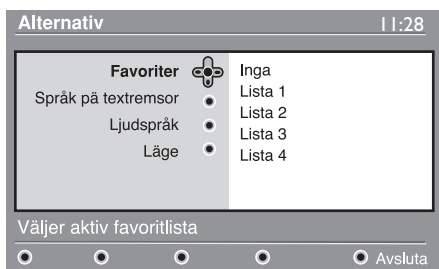 Alternativ 11:28
Favoriter Inga
Språk på textremsor Lista 1
Ljudspråk Lista 2
Läge Lista 3
Lista 4
Väljer aktiv favoritlista
Avsluta